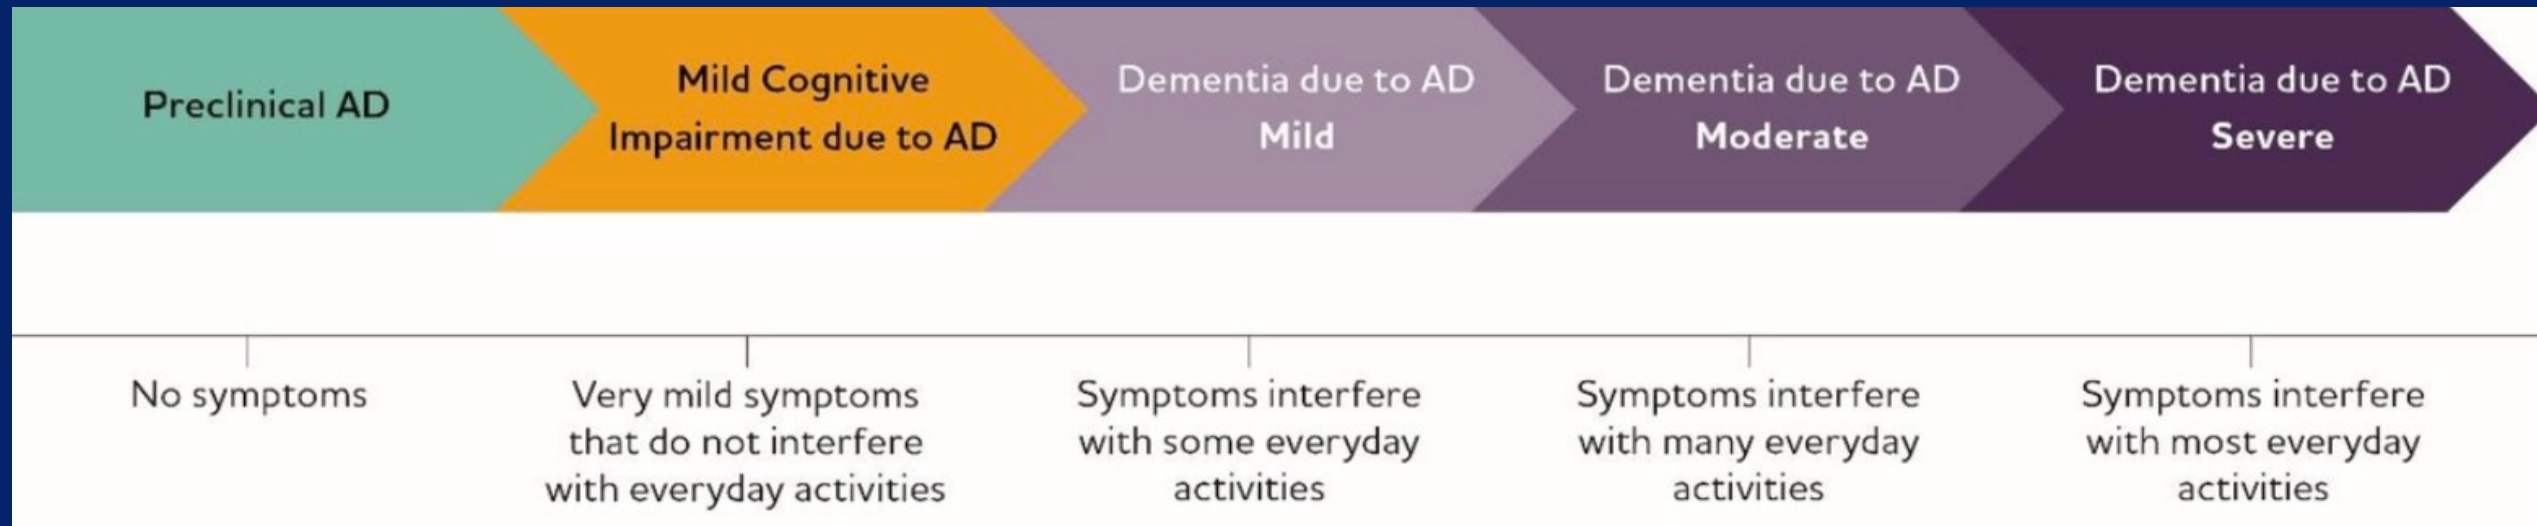 Preclinical AD
Mild Cognitive
Impairment due to AD
Dementia due to AD
Mild
Dementia due to AD
Moderate
Dementia due to AD
Severe
No symptoms
Very mild symptoms
that do not interfere
with everyday activities
Symptoms interfere
with some everyday
activities
Symptoms interfere
with many everyday
activities
Symptoms interfere
with most everyday
activities